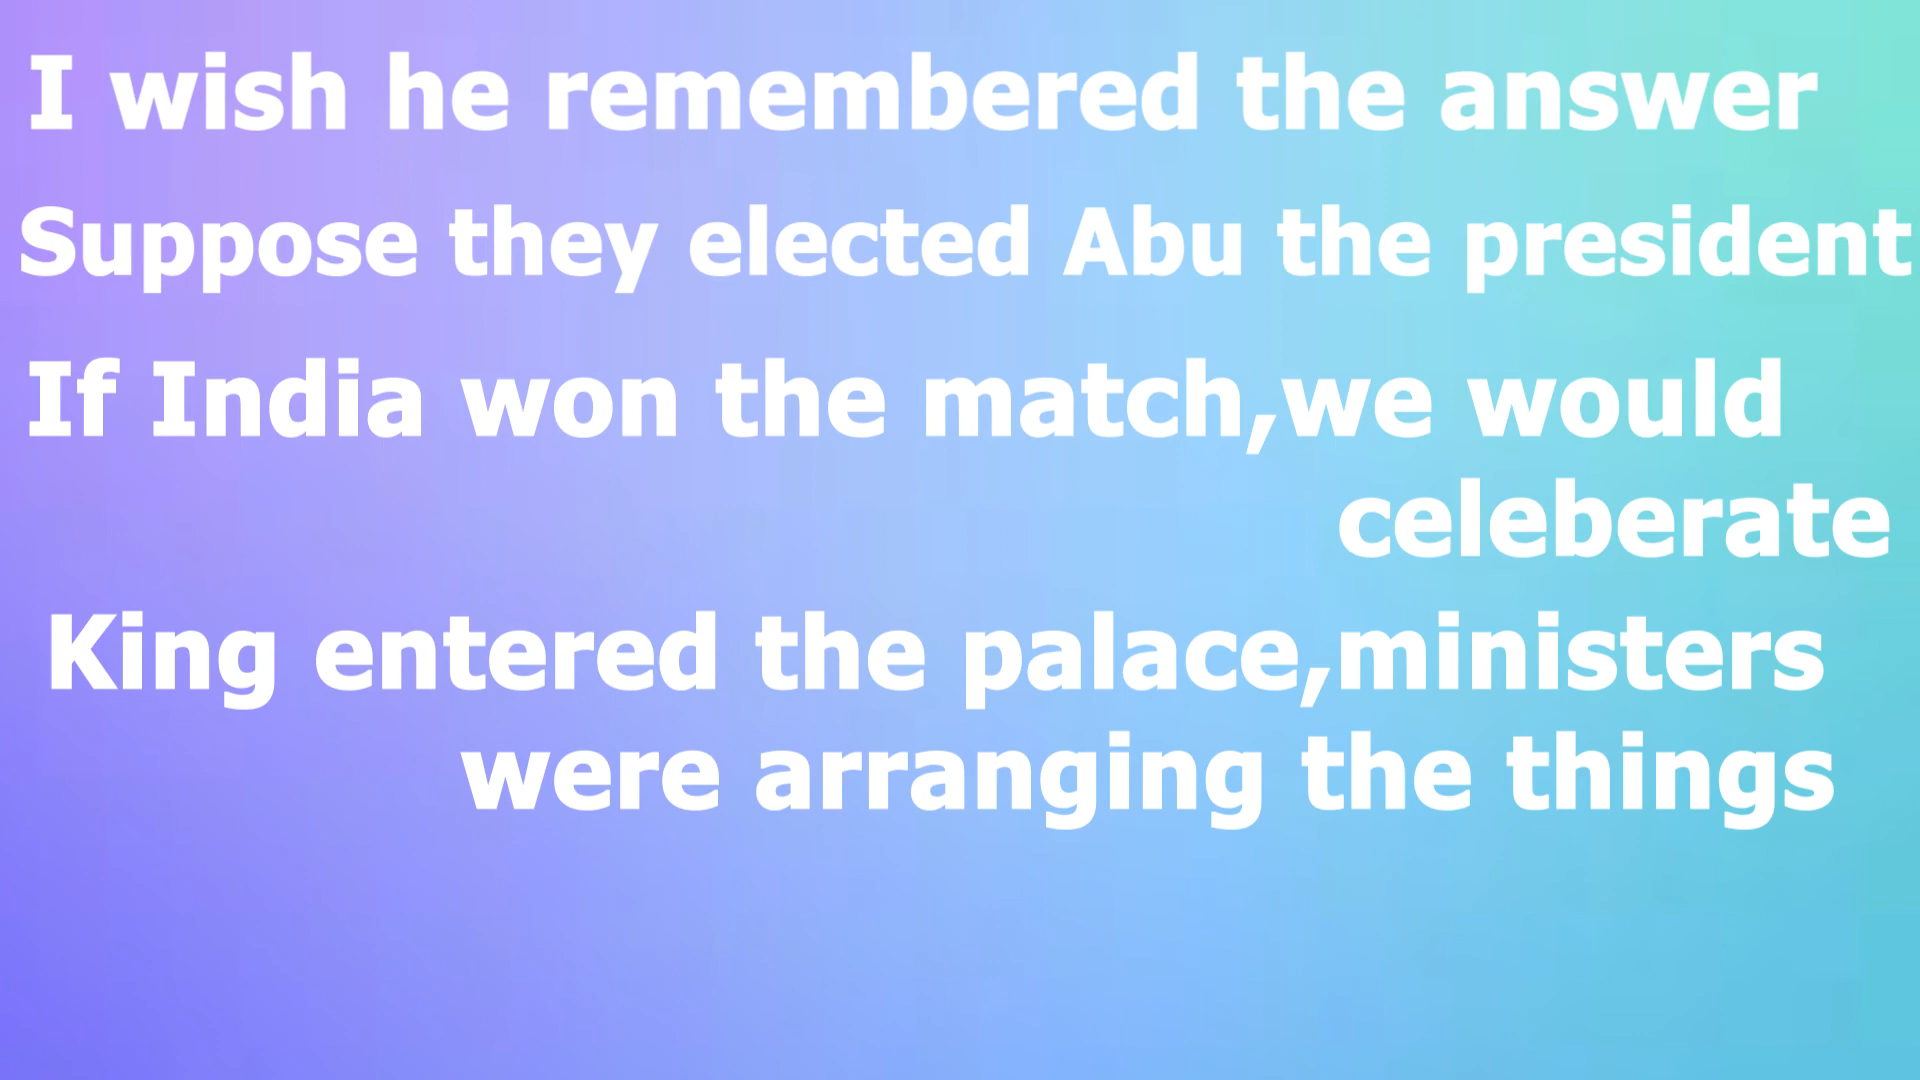 I wish he remembered the answer
Suppose they elected Abu the president
If India won the match,we would
celeberate
King entered the palace,ministers
were arranging the things